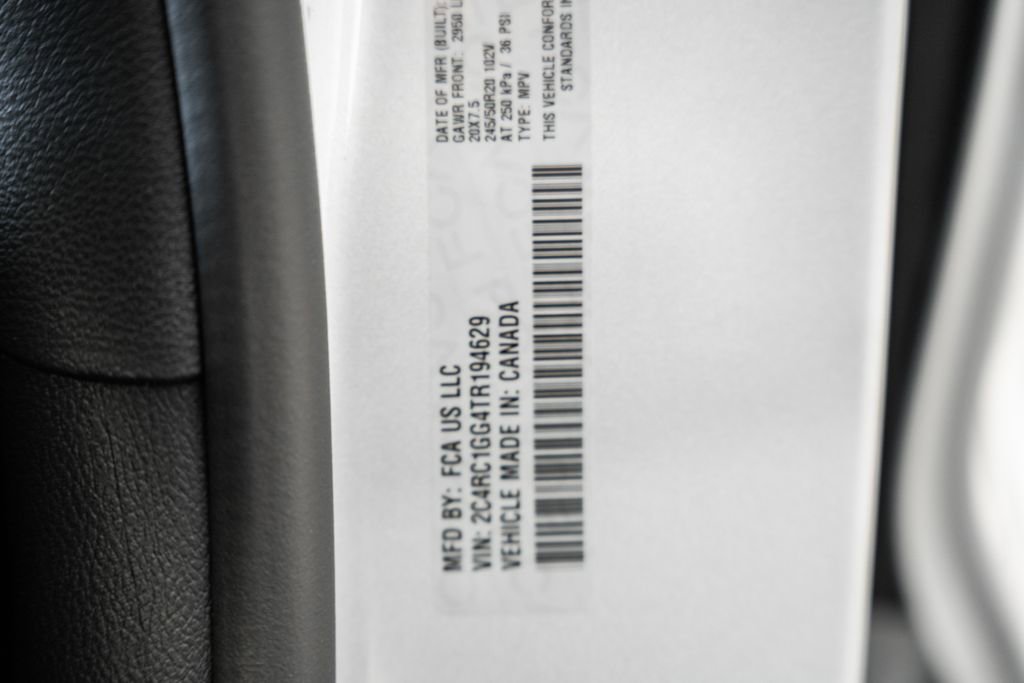 MFD BY: FCA US LLC
VIN: 2C4RC1GG4TR194629
VEHICLE MADE IN: CANADA
DATE OF MFR (BUILT):
GAWR FRONT: 2950 L
20X7.5
245/50R20 102V
AT 250 kPa / 36 PSI
TYPE: MPV
THIS VEHICLE CONFOR
STANDARDS IN